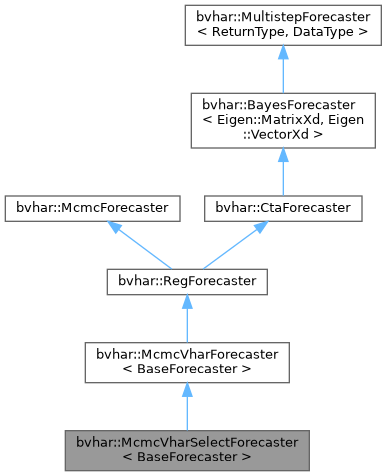 bvhar::MultistepForecaster
< ReturnType, DataType >
bvhar::BayesForecaster
< Eigen::MatrixXd, Eigen
::VectorXd >
bvhar::McmcForecaster
bvhar::CtaForecaster
bvhar::RegForecaster
bvhar::McmcVharForecaster
< BaseForecaster >
bvhar::McmcVharSelectForecaster
< BaseForecaster >